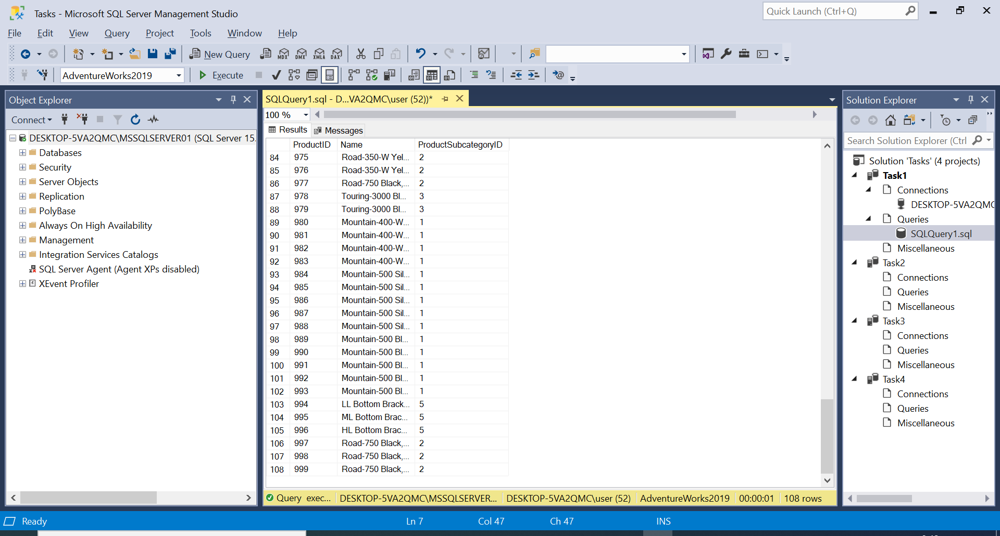 Tasks - Microsoft SQL Server Management Studio
Quick Launch (Ctrl+Q)
File Edit View Query Project Tools Window Help
New Query MDX DMX XMLA DAX
AdventureWorks2019 Execute
Object Explorer
Connect
DESKTOP-5VA2QMC\MSSQLSERVER01 (SQL Server 15.
Databases
Security
Server Objects
Replication
PolyBase
Always On High Availability
Management
Integration Services Catalogs
SQL Server Agent (Agent XPs disabled)
XEvent Profiler
SQLQuery1.sql - D...VA2QMC\user (52))*
100 %
Results Messages
ProductID Name ProductSubcategoryID
84 975 Road-350-W Yel... 2
85 976 Road-350-W Yel... 2
86 977 Road-750 Black,... 2
87 978 Touring-3000 Bl... 3
88 979 Touring-3000 Bl... 3
89 980 Mountain-400-W... 1
90 981 Mountain-400-W... 1
91 982 Mountain-400-W... 1
92 983 Mountain-400-W... 1
93 984 Mountain-500 Sil... 1
94 985 Mountain-500 Sil... 1
95 986 Mountain-500 Sil... 1
96 987 Mountain-500 Sil... 1
97 988 Mountain-500 Sil... 1
98 989 Mountain-500 Bl... 1
99 990 Mountain-500 Bl... 1
100 991 Mountain-500 Bl... 1
101 992 Mountain-500 Bl... 1
102 993 Mountain-500 Bl... 1
103 994 LL Bottom Brack... 5
104 995 ML Bottom Brac... 5
105 996 HL Bottom Brac... 5
106 997 Road-750 Black,... 2
107 998 Road-750 Black,... 2
108 999 Road-750 Black,... 2
Query exec... DESKTOP-5VA2QMC\MSSQLSERVER... DESKTOP-5VA2QMC\user (52) AdventureWorks2019 00:00:01 108 rows
Solution Explorer
Search Solution Explorer (Ctrl
Solution 'Tasks' (4 projects)
Task1
Connections
DESKTOP-5VA2QMC
Queries
SQLQuery1.sql
Miscellaneous
Task2
Connections
Queries
Miscellaneous
Task3
Connections
Queries
Miscellaneous
Task4
Connections
Queries
Miscellaneous
Ready Ln 7 Col 47 Ch 47 INS